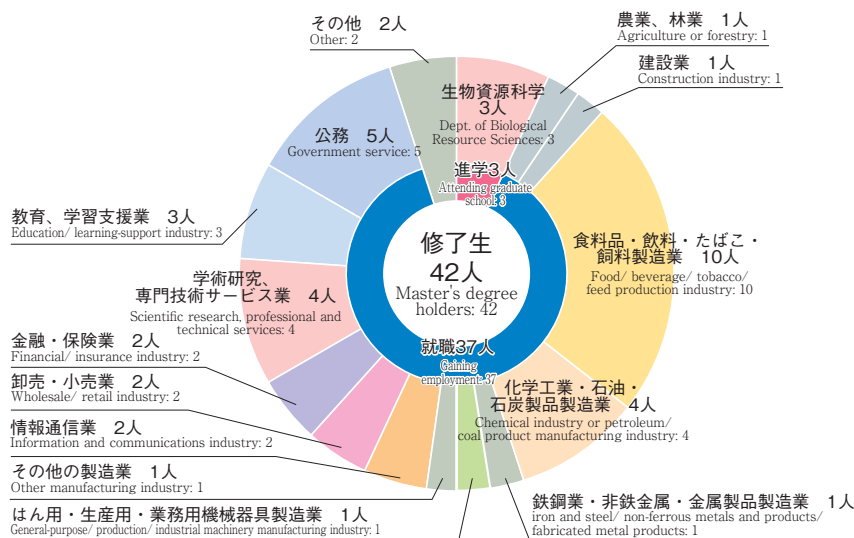 その他 2人
Other: 2
農業、林業 1人
Agriculture or forestry: 1
建設業 1人
Construction industry: 1
生物資源科学
3人
Dept. of Biological
Resource Sciences: 3
公務 5人
Government service: 5
進学3人
Attending graduate
school: 3
教育、学習支援業 3人
Education/ learning-support industry: 3
食料品・飲料・たばこ・
飼料製造業 10人
Food/ beverage/ tobacco/
feed production industry: 10
修了生
42人
Master's degree
holders: 42
学術研究、
専門技術サービス業 4人
Scientific research, professional and
technical services: 4
金融・保険業 2人
Financial/ insurance industry: 2
就職37人
Gaining
employment: 37
卸売・小売業 2人
Wholesale/ retail industry: 2
化学工業・石油・
石炭製品製造業 4人
Chemical industry or petroleum/
coal product manufacturing industry: 4
情報通信業 2人
Information and communications industry: 2
その他の製造業 1人
Other manufacturing industry: 1
はん用・生産用・業務用機械器具製造業 1人
General-purpose/ production/ industrial machinery manufacturing industry: 1
鉄鋼業・非鉄金属・金属製品製造業 1人
iron and steel/ non-ferrous metals and products/
fabricated metal products: 1